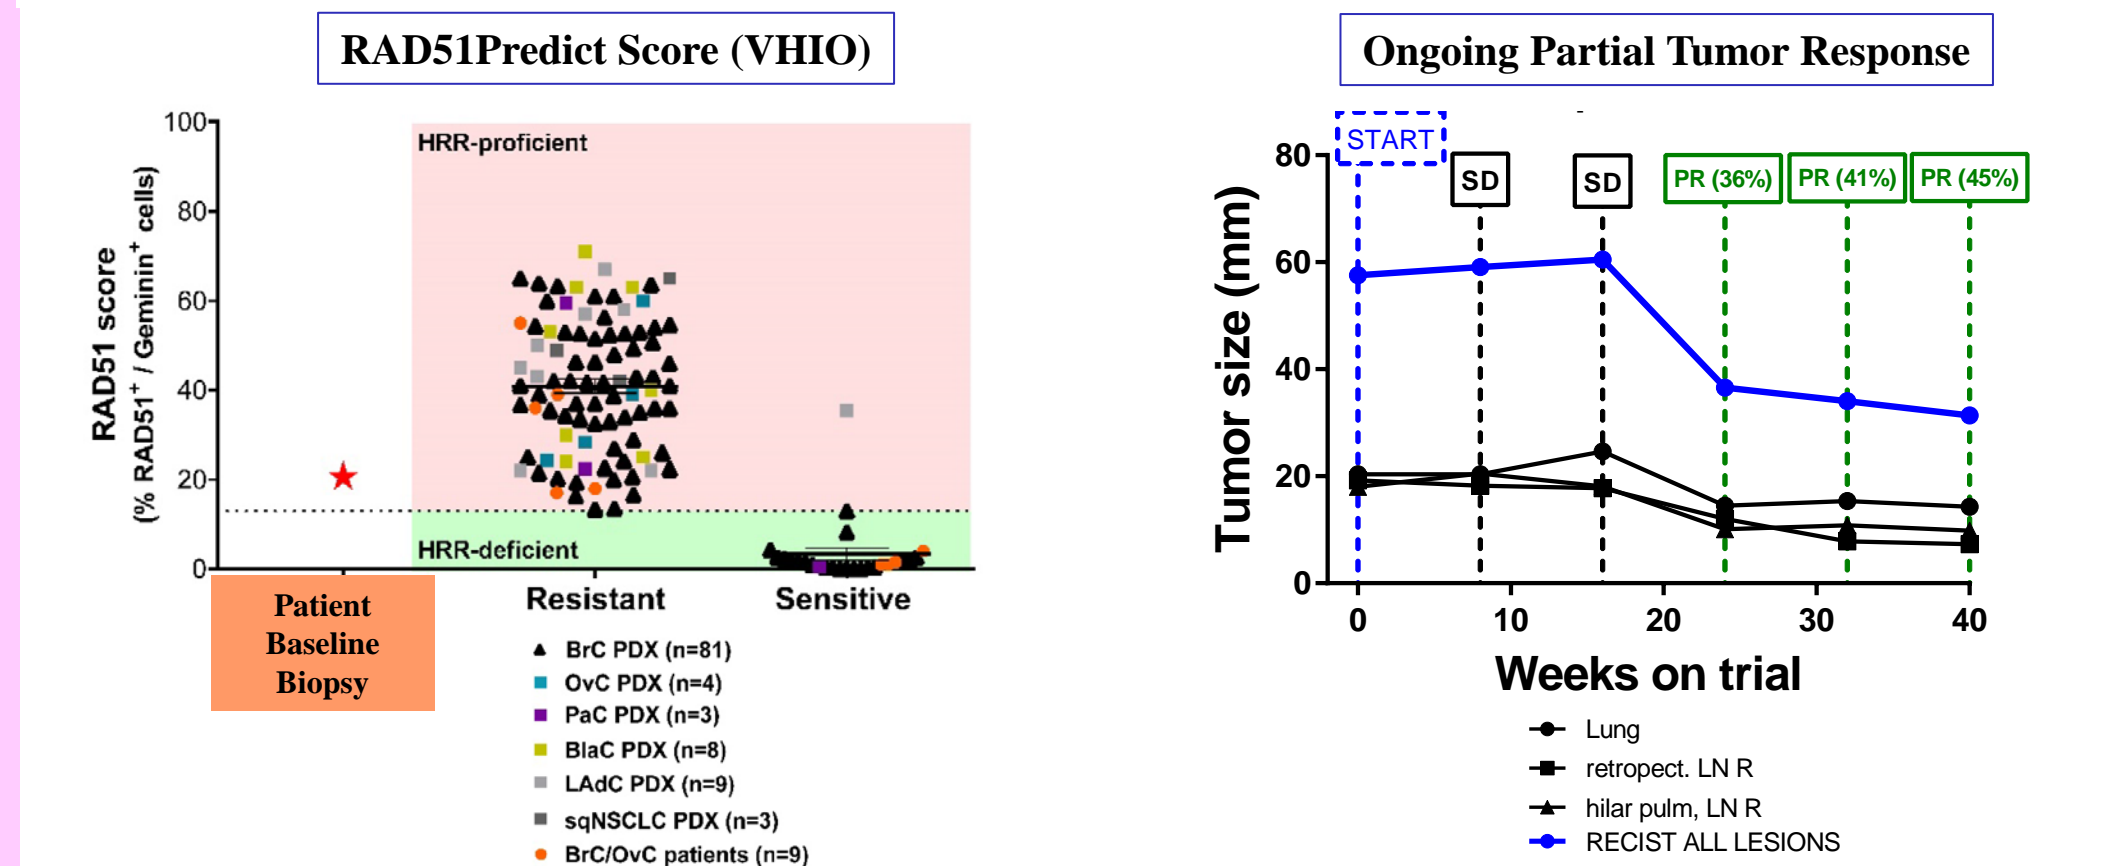 RAD51Predict Score (VHIO)
100
80
60
40
20
0
RAD51 score
(% RAD51⁺ / Geminin⁺ cells)
HRR-proficient
HRR-deficient
Patient
Baseline
Biopsy
Resistant
Sensitive
BrC PDX (n=81)
OvC PDX (n=4)
PaC PDX (n=3)
BlaC PDX (n=8)
LAdC PDX (n=9)
sqNSCLC PDX (n=3)
BrC/OvC patients (n=9)
Ongoing Partial Tumor Response
START
SD
SD
PR (36%)
PR (41%)
PR (45%)
80
60
40
20
0
Tumor size (mm)
0 10 20 30 40
Weeks on trial
Lung
retropect. LN R
hilar pulm, LN R
RECIST ALL LESIONS